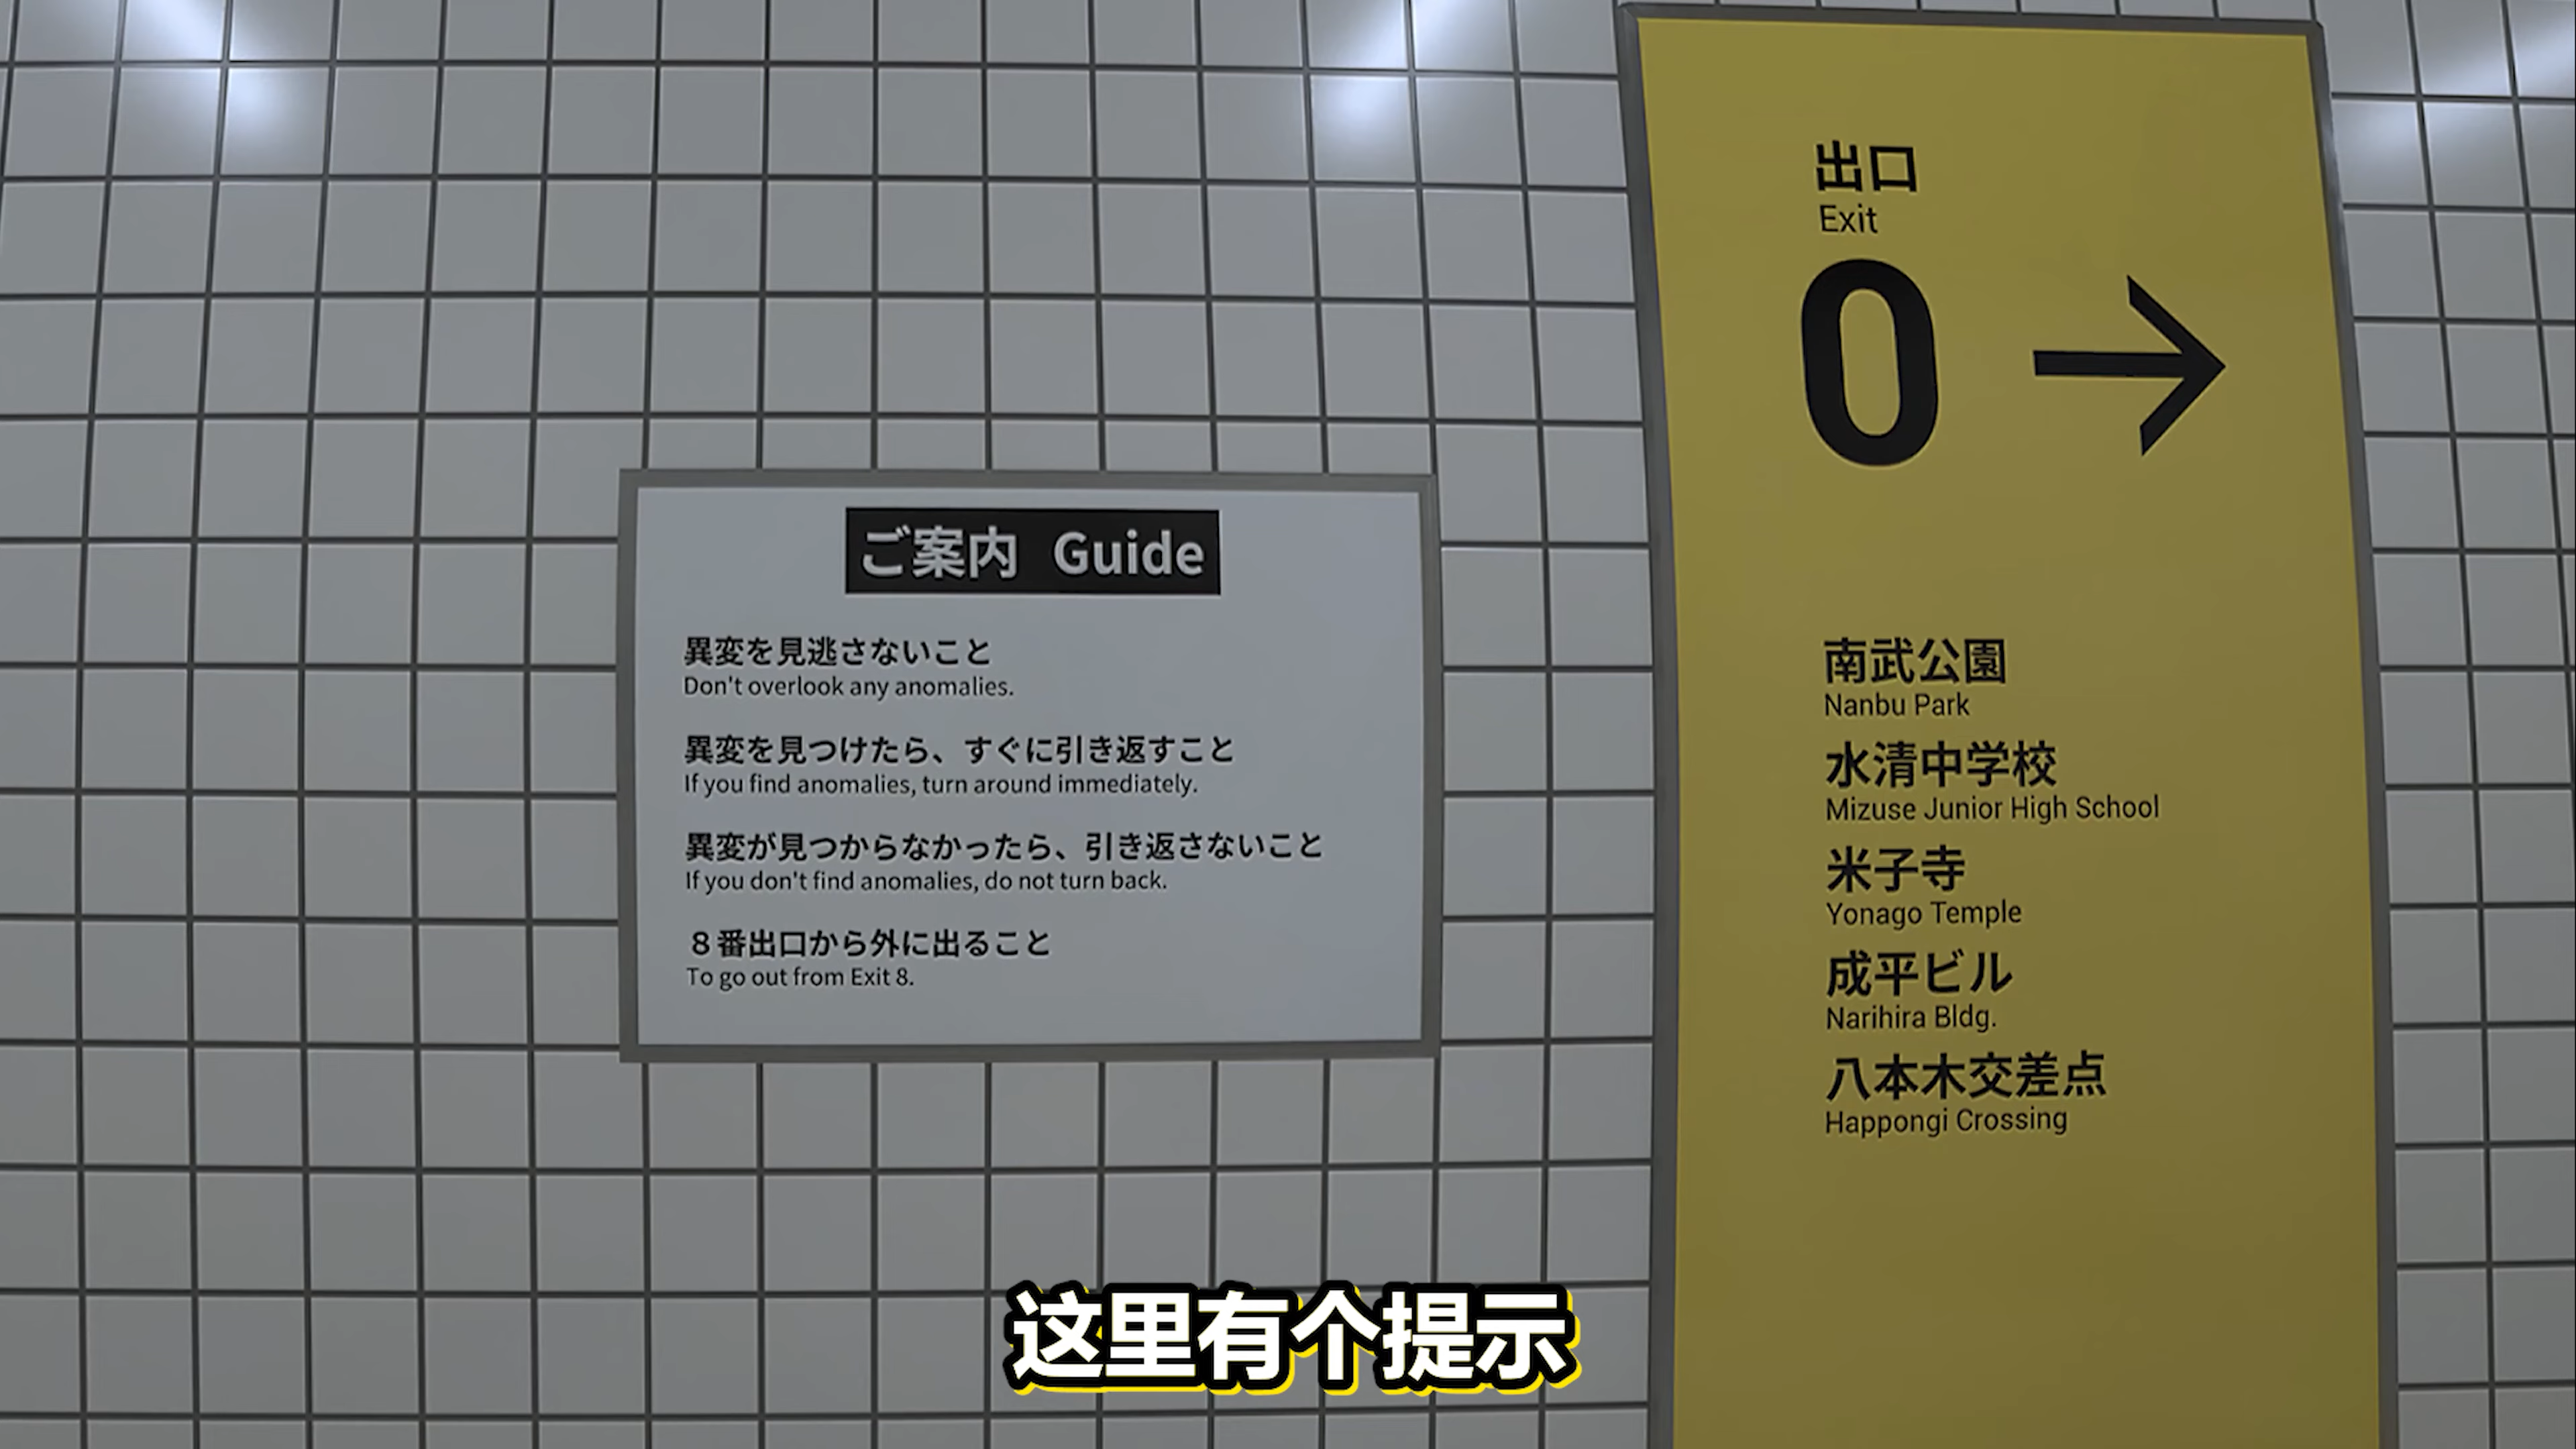 ご案内 Guide
異変を見逃さないこと
Don't overlook any anomalies.
異変を見つけたら、すぐに引き返すこと
If you find anomalies, turn around immediately.
異変が見つからなかったら、引き返さないこと
If you don't find anomalies, do not turn back.
８番出口から外に出ること
To go out from Exit 8.
出口
Exit
0 →
南武公園
Nanbu Park
水清中学校
Mizuse Junior High School
米子寺
Yonago Temple
成平ビル
Narihira Bldg.
八本木交差点
Happongi Crossing
这里有个提示